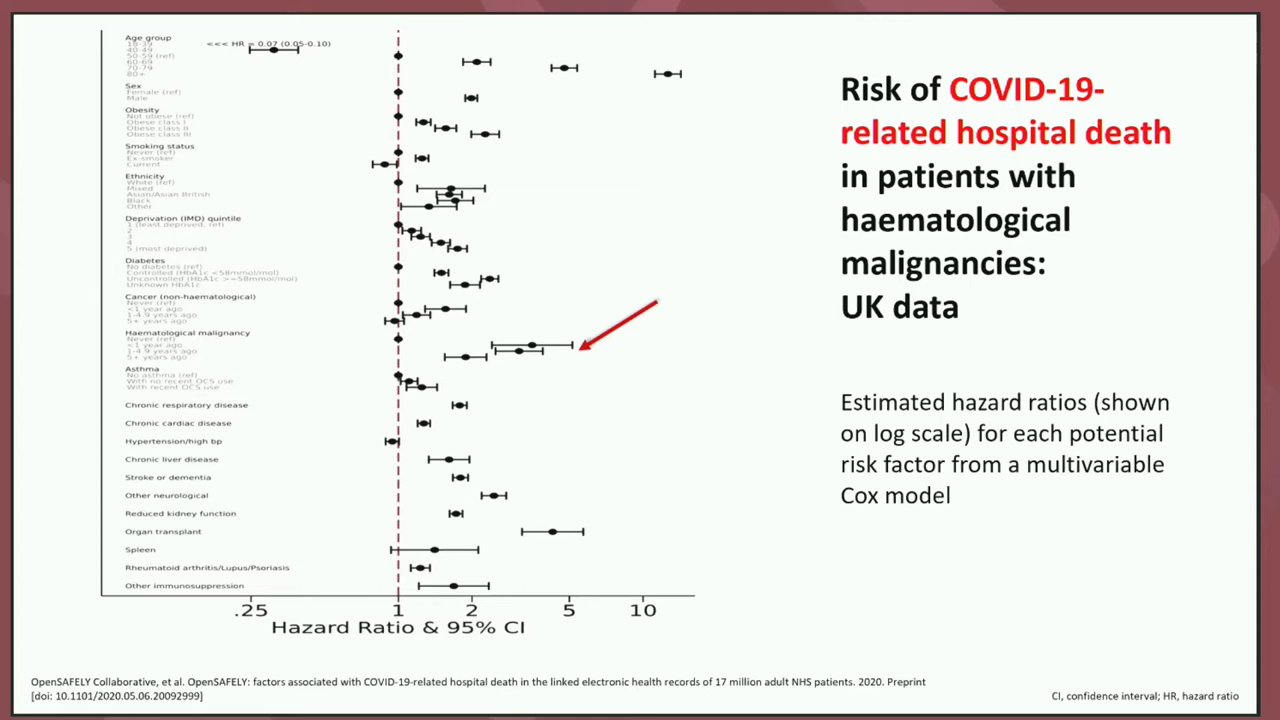 Age group
18-39
<<< HR = 0.07 (0.05-0.10)
40-49
50-59 (ref)
60-69
70-79
80+
Sex
Female (ref)
Male
Obesity
Not obese (ref)
Obese class I
Obese class II
Obese class III
Smoking status
Never (ref)
Ex-smoker
Current
Ethnicity
White (ref)
Mixed
Asian/Asian British
Black
Other
Deprivation (IMD) quintile
1 (least deprived, ref)
2
3
4
5 (most deprived)
Diabetes
No diabetes (ref)
Controlled (HbA1c <58mmol/mol)
Uncontrolled (HbA1c >=58mmol/mol)
Unknown HbA1c
Cancer (non-haematological)
Never (ref)
<1 year ago
1-4.9 years ago
5+ years ago
Haematological malignancy
Never (ref)
<1 year ago
1-4.9 years ago
5+ years ago
Asthma
No asthma (ref)
With no recent OCS use
With recent OCS use
Chronic respiratory disease
Chronic cardiac disease
Hypertension/high bp
Chronic liver disease
Stroke or dementia
Other neurological
Reduced kidney function
Organ transplant
Spleen
Rheumatoid arthritis/Lupus/Psoriasis
Other immunosuppression
.25 1 2 5 10
Hazard Ratio & 95% CI
Risk of COVID-19-
related hospital death
in patients with
haematological
malignancies:
UK data
Estimated hazard ratios (shown
on log scale) for each potential
risk factor from a multivariable
Cox model
OpenSAFELY Collaborative, et al. OpenSAFELY: factors associated with COVID-19-related hospital death in the linked electronic health records of 17 million adult NHS patients. 2020. Preprint
[doi: 10.1101/2020.05.06.20092999]
CI, confidence interval; HR, hazard ratio